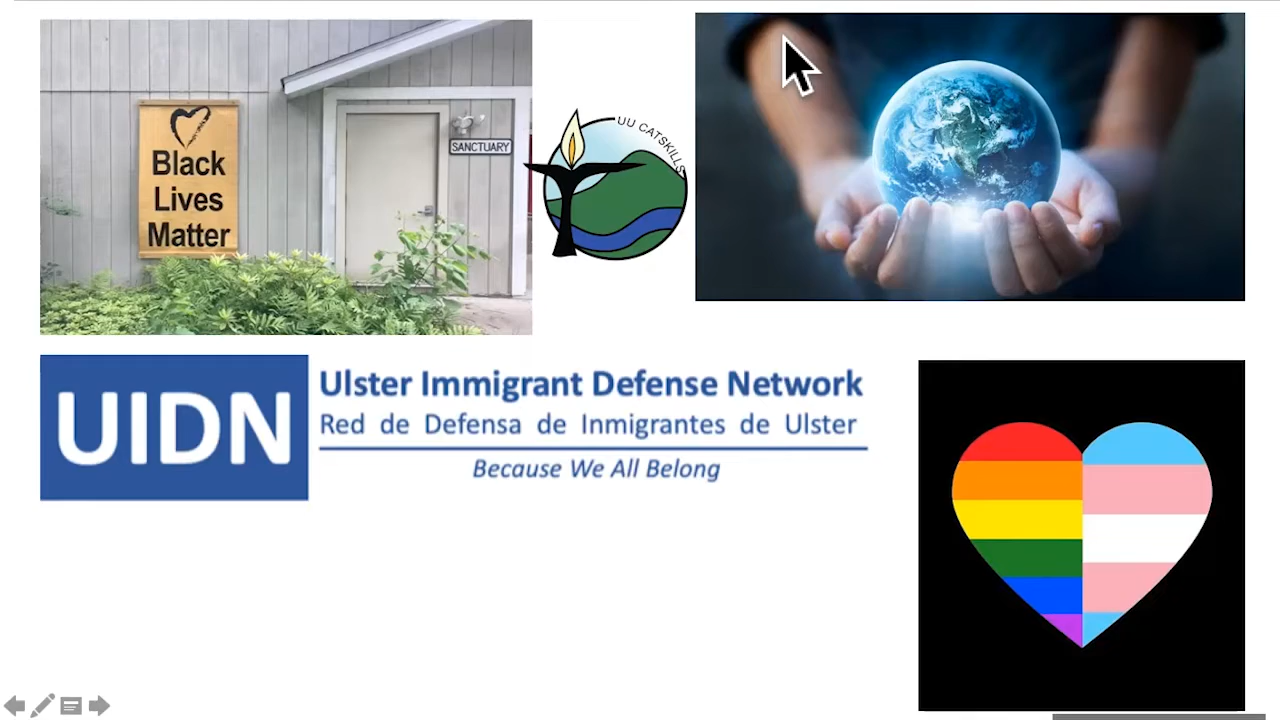 Black
Lives
Matter
SANCTUARY
UU CATSKILLS
UIDN
Ulster Immigrant Defense Network
Red de Defensa de Inmigrantes de Ulster
Because We All Belong